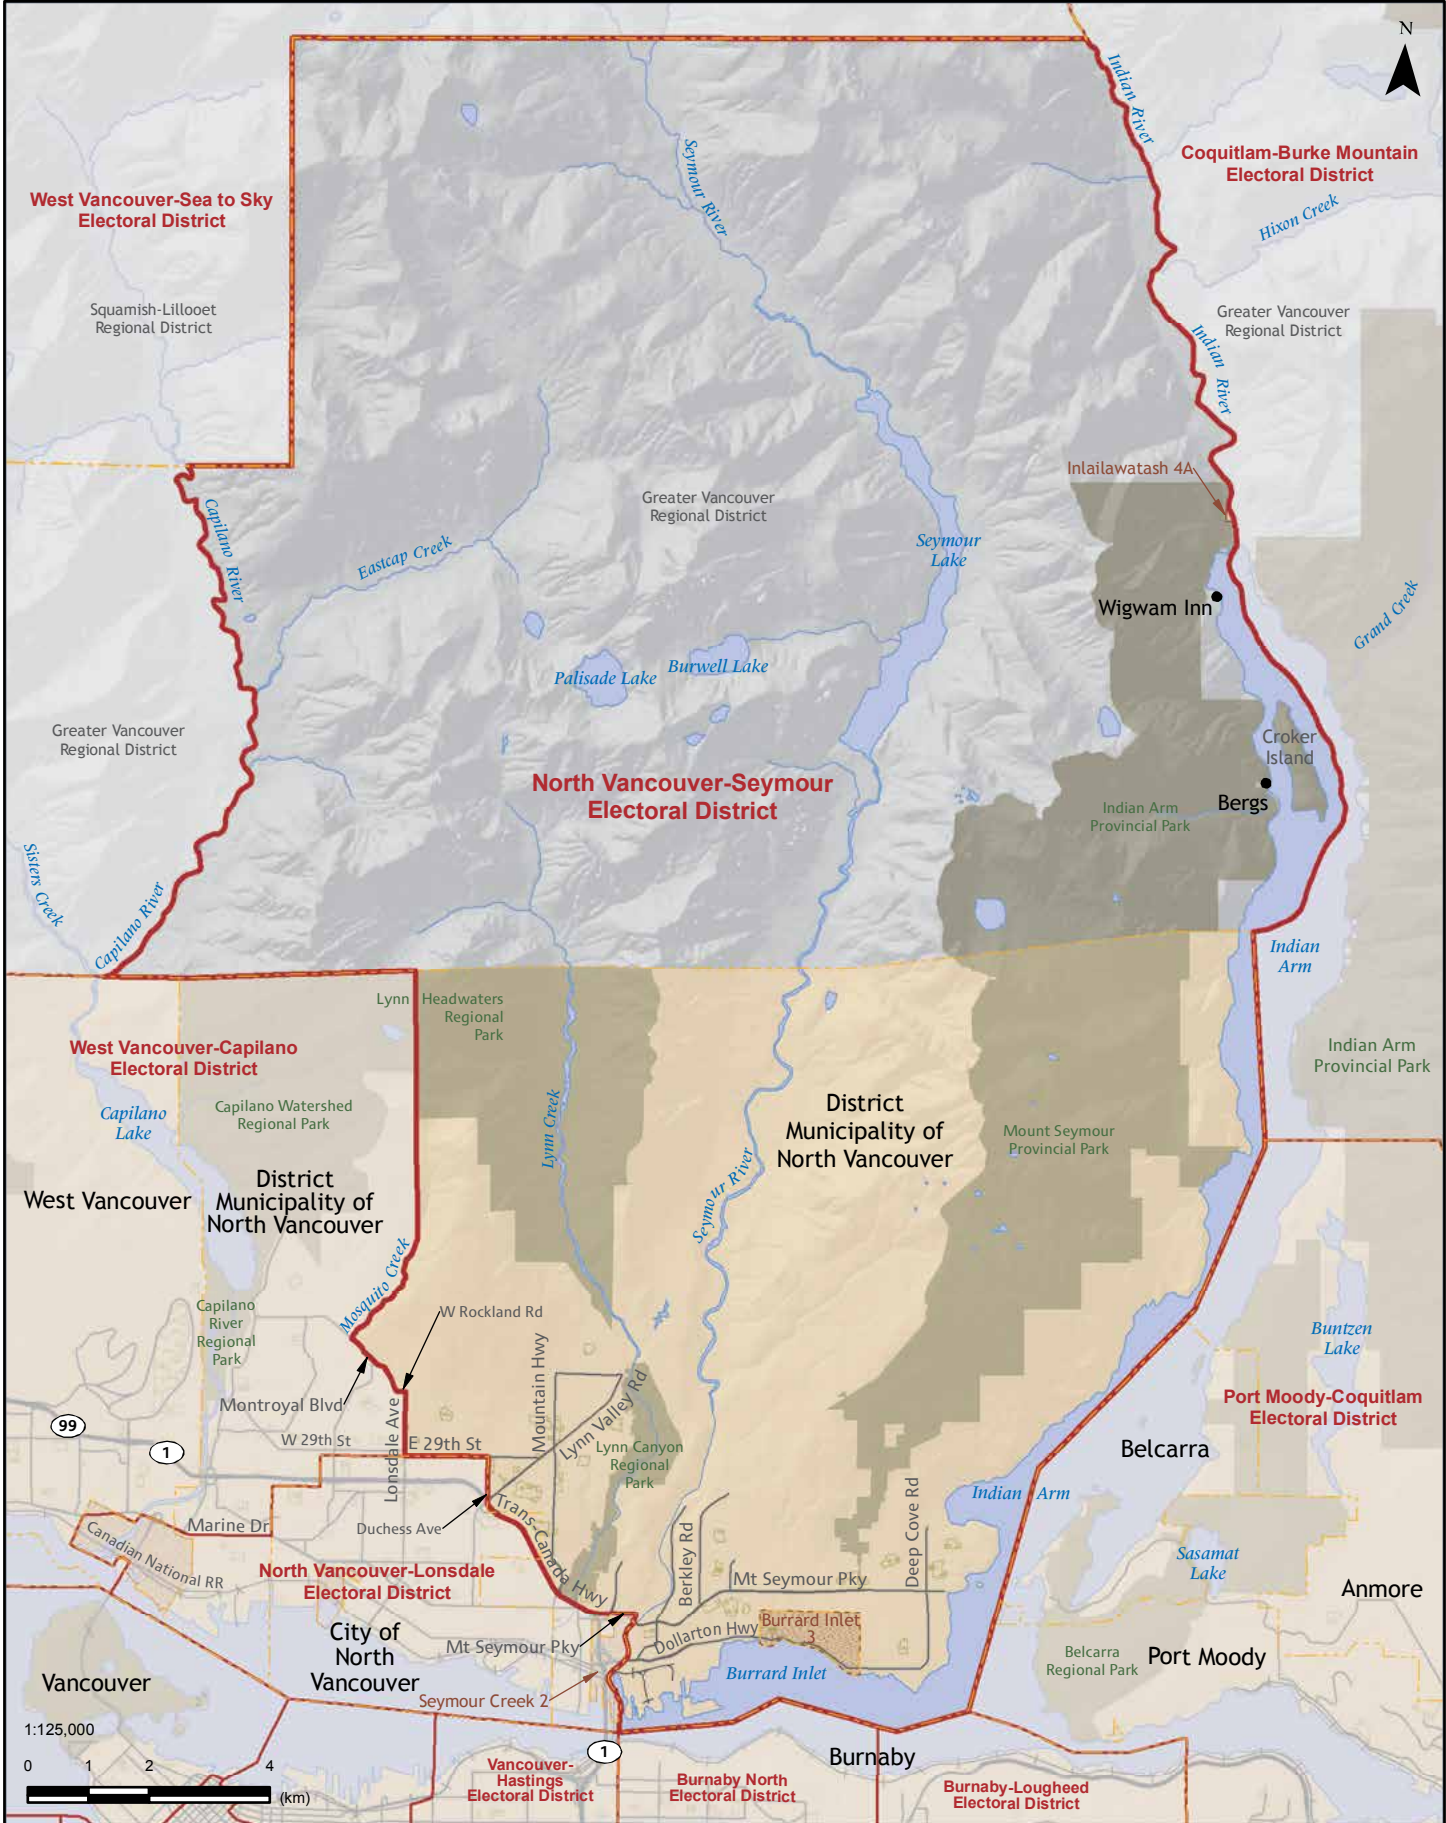 N
Indian River
Coquitlam-Burke Mountain
Electoral District
Seymour River
West Vancouver-Sea to Sky
Electoral District
Hixon Creek
Squamish-Lillooet
Regional District
Greater Vancouver
Regional District
Indian River
Inlailawatash 4A
Greater Vancouver
Regional District
Capilano River
Eastcap Creek
Seymour
Lake
Wigwam Inn
Grand Creek
Palisade Lake
Burwell Lake
Greater Vancouver
Regional District
Croker
Island
North Vancouver-Seymour
Electoral District
Bergs
Indian Arm
Provincial Park
Sisters Creek
Capilano River
Indian
Arm
Lynn Headwaters
Regional
Park
West Vancouver-Capilano
Electoral District
Indian Arm
Provincial Park
Capilano
Lake
Capilano Watershed
Regional Park
Lynn Creek
District
Municipality of
North Vancouver
Mount Seymour
Provincial Park
West Vancouver
District
Municipality of
North Vancouver
Seymour River
Mosquito Creek
Capilano
River
Regional
Park
W Rockland Rd
Buntzen
Lake
Mountain Hwy
Lynn Valley Rd
Montroyal Blvd
Port Moody-Coquitlam
Electoral District
99
1
W 29th St
Lonsdale Ave
E 29th St
Lynn Canyon
Regional
Park
Belcarra
Indian Arm
Deep Cove Rd
Marine Dr
Duchess Ave
Trans-Canada Hwy
Berkley Rd
Canadian National RR
North Vancouver-Lonsdale
Electoral District
Mt Seymour Pky
Sasamat
Lake
Anmore
City of
North
Vancouver
Mt Seymour Pky
Dollarton Hwy
Burrard Inlet
3
Belcarra
Regional Park
Port Moody
Vancouver
Burrard Inlet
Seymour Creek 2
1:125,000
0 1 2 4
(km)
1
Burnaby
Vancouver-
Hastings
Electoral District
Burnaby North
Electoral District
Burnaby-Lougheed
Electoral District